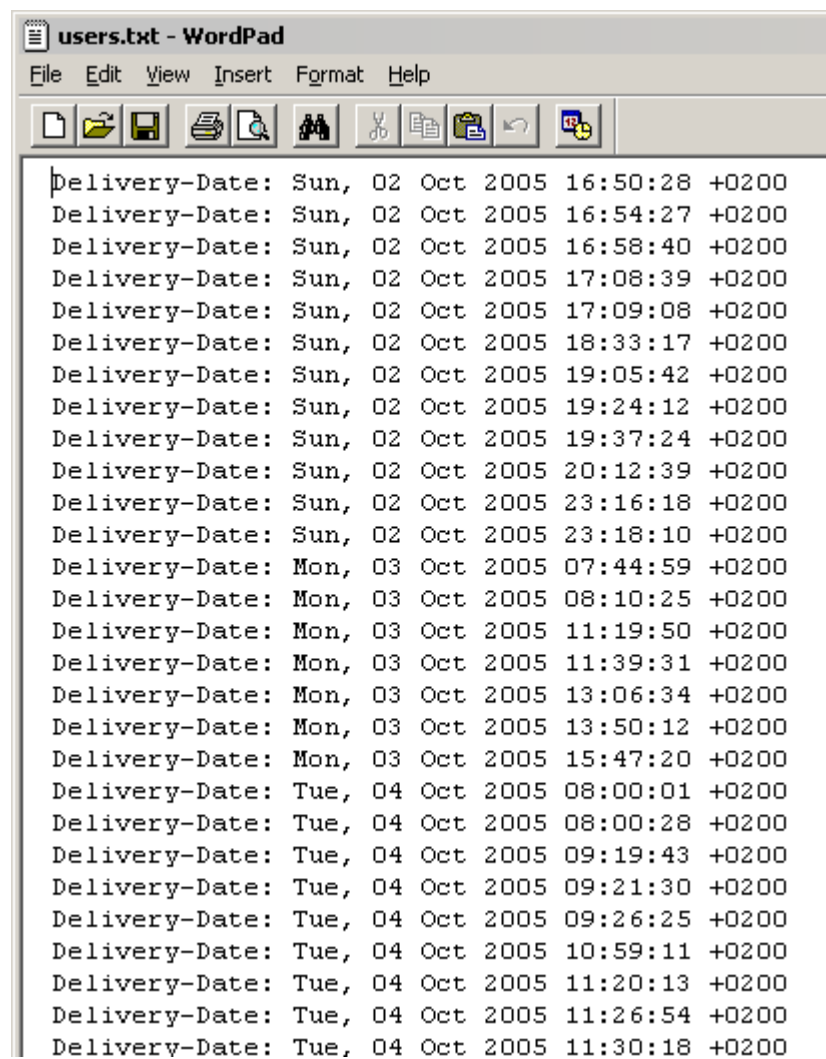 users.txt - WordPad
File Edit View Insert Format Help
Delivery-Date: Sun, 02 Oct 2005 16:50:28 +0200
Delivery-Date: Sun, 02 Oct 2005 16:54:27 +0200
Delivery-Date: Sun, 02 Oct 2005 16:58:40 +0200
Delivery-Date: Sun, 02 Oct 2005 17:08:39 +0200
Delivery-Date: Sun, 02 Oct 2005 17:09:08 +0200
Delivery-Date: Sun, 02 Oct 2005 18:33:17 +0200
Delivery-Date: Sun, 02 Oct 2005 19:05:42 +0200
Delivery-Date: Sun, 02 Oct 2005 19:24:12 +0200
Delivery-Date: Sun, 02 Oct 2005 19:37:24 +0200
Delivery-Date: Sun, 02 Oct 2005 20:12:39 +0200
Delivery-Date: Sun, 02 Oct 2005 23:16:18 +0200
Delivery-Date: Sun, 02 Oct 2005 23:18:10 +0200
Delivery-Date: Mon, 03 Oct 2005 07:44:59 +0200
Delivery-Date: Mon, 03 Oct 2005 08:10:25 +0200
Delivery-Date: Mon, 03 Oct 2005 11:19:50 +0200
Delivery-Date: Mon, 03 Oct 2005 11:39:31 +0200
Delivery-Date: Mon, 03 Oct 2005 13:06:34 +0200
Delivery-Date: Mon, 03 Oct 2005 13:50:12 +0200
Delivery-Date: Mon, 03 Oct 2005 15:47:20 +0200
Delivery-Date: Tue, 04 Oct 2005 08:00:01 +0200
Delivery-Date: Tue, 04 Oct 2005 08:00:28 +0200
Delivery-Date: Tue, 04 Oct 2005 09:19:43 +0200
Delivery-Date: Tue, 04 Oct 2005 09:21:30 +0200
Delivery-Date: Tue, 04 Oct 2005 09:26:25 +0200
Delivery-Date: Tue, 04 Oct 2005 10:59:11 +0200
Delivery-Date: Tue, 04 Oct 2005 11:20:13 +0200
Delivery-Date: Tue, 04 Oct 2005 11:26:54 +0200
Delivery-Date: Tue, 04 Oct 2005 11:30:18 +0200